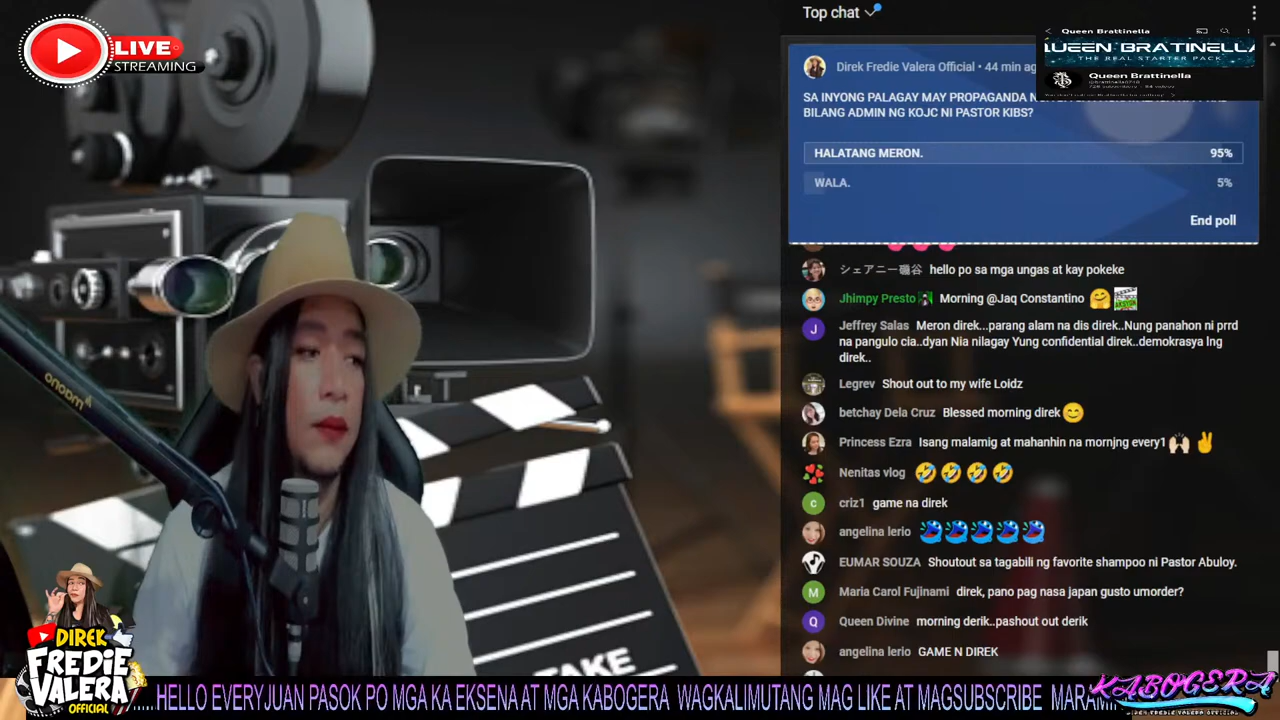 LIVE
STREAMING
Top chat
Queen Brattinella
QUEEN BRATINELLA
THE REAL STARTER PACK
Queen Brattinella
Direk Fredie Valera Official • 44 min ag
SA INYONG PALAGAY MAY PROPAGANDA
BILANG ADMIN NG KOJC NI PASTOR KIBS?
HALATANG MERON.
95%
WALA.
5%
End poll
シェアニー磯谷 hello po sa mga ungas at kay pokeke
Jhimpy Presto Morning @Jaq Constantino 🤗
J
Jeffrey Salas Meron direk...parang alam na dis direk..Nung panahon ni prrd
na pangulo cia..dyan Nia nilagay Yung confidential direk..demokrasya lng
direk..
Legrev Shout out to my wife Loidz
betchay Dela Cruz Blessed morning direk 😊
Princess Ezra Isang malamig at mahanhin na mornjng every1 🙌🏻 ✌
Nenitas vlog 🤣 🤣 🤣 🤣
c
criz1 game na direk
angelina lerio
EUMAR SOUZA Shoutout sa tagabili ng favorite shampoo ni Pastor Abuloy.
M
Maria Carol Fujinami direk, pano pag nasa japan gusto umorder?
Q
Queen Divine morning derik..pashout out derik
angelina lerio GAME N DIREK
maono
TAKE
DIREK
FREDIE
VALERA
OFFICIAL
.....HELLO EVERYJUAN PASOK PO MGA KA EKSENA AT MGA KABOGERA WAGKALIMUTANG MAG LIKE AT MAGSUBSCRIBE
KABOGERA